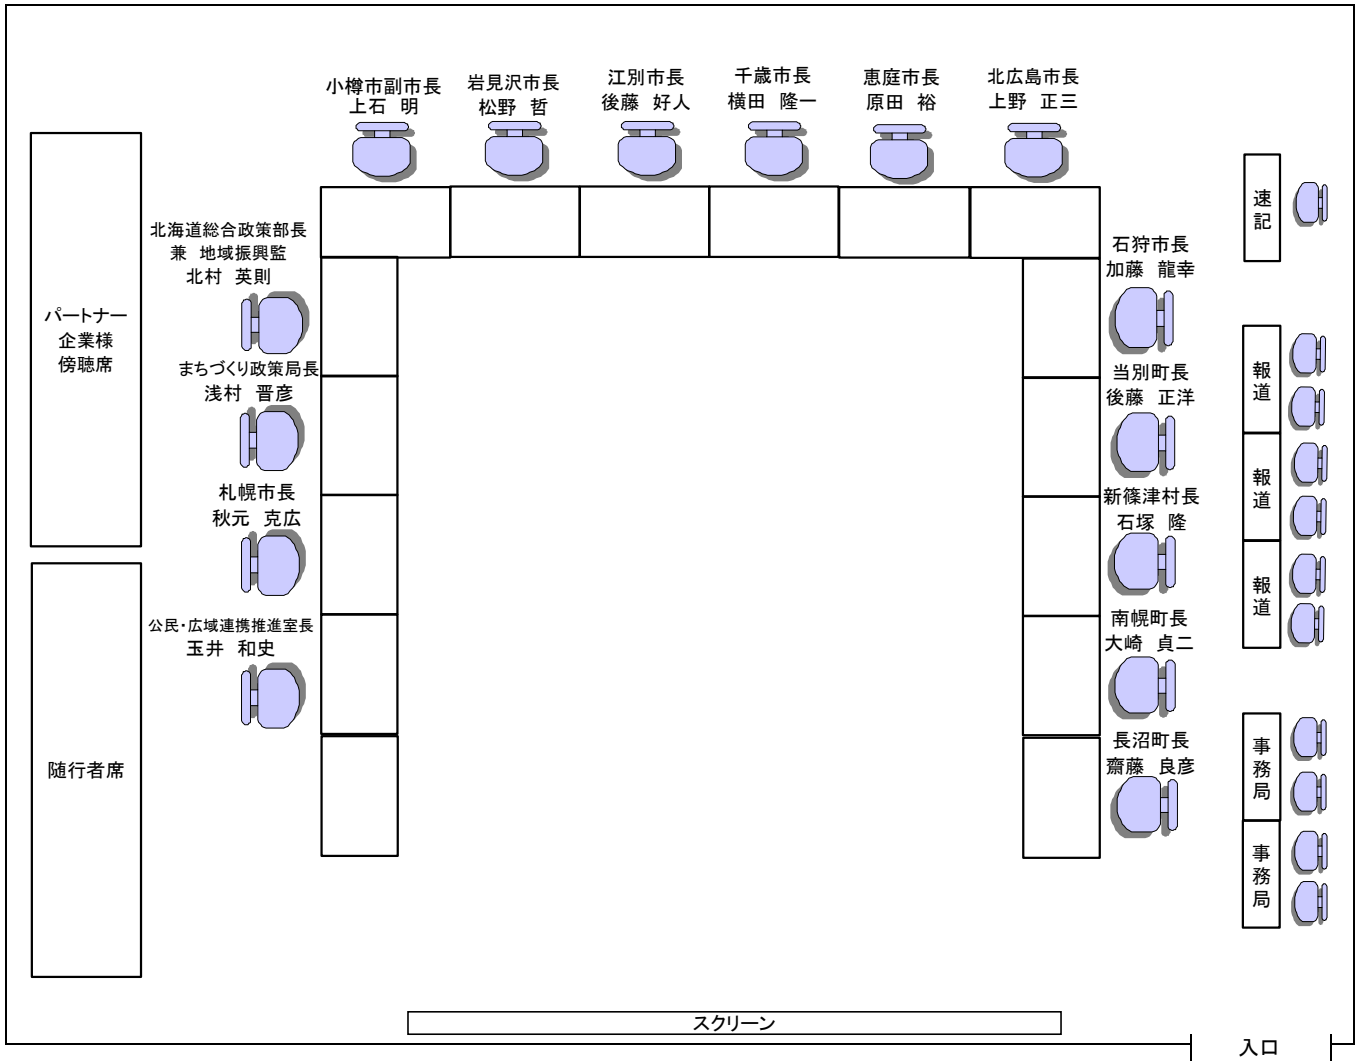 小樽市副市長
上石 明
岩見沢市長
松野 哲
江別市長
後藤 好人
千歳市長
横田 隆一
恵庭市長
原田 裕
北広島市長
上野 正三
パートナー
企業様
傍聴席
随行者席
北海道総合政策部長
兼 地域振興監
北村 英則
まちづくり政策局長
浅村 晋彦
札幌市長
秋元 克広
公民・広域連携推進室長
玉井 和史
石狩市長
加藤 龍幸
当別町長
後藤 正洋
新篠津村長
石塚 隆
南幌町長
大崎 貞二
長沼町長
齋藤 良彦
速記
報道
報道
報道
事務局
事務局
スクリーン
入口